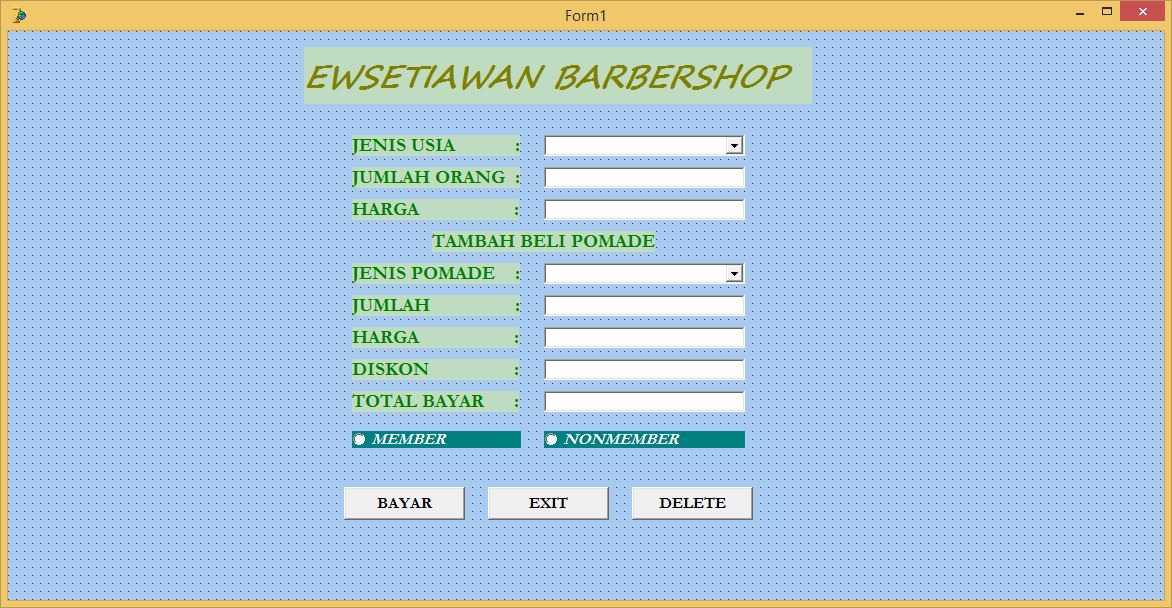 Form1
EWSETIAWAN BARBERSHOP
JENIS USIA :
JUMLAH ORANG :
HARGA :
TAMBAH BELI POMADE
JENIS POMADE :
JUMLAH :
HARGA :
DISKON :
TOTAL BAYAR :
MEMBER NONMEMBER
BAYAR EXIT DELETE